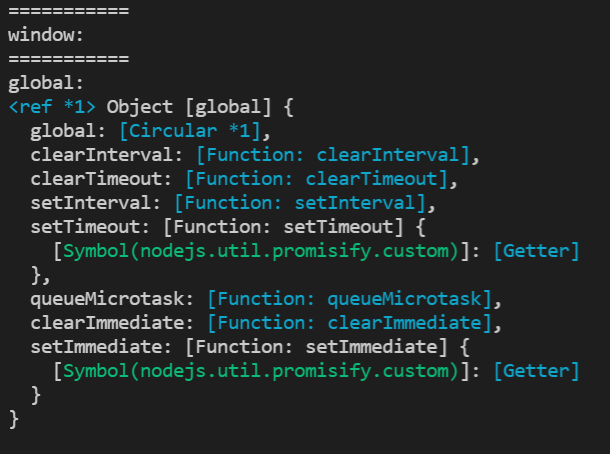 ===========
window:
===========
global:
<ref *1> Object [global] {
  global: [Circular *1],
  clearInterval: [Function: clearInterval],
  clearTimeout: [Function: clearTimeout],
  setInterval: [Function: setInterval],
  setTimeout: [Function: setTimeout] {
    [Symbol(nodejs.util.promisify.custom)]: [Getter]
  },
  queueMicrotask: [Function: queueMicrotask],
  clearImmediate: [Function: clearImmediate],
  setImmediate: [Function: setImmediate] {
    [Symbol(nodejs.util.promisify.custom)]: [Getter]
  }
}